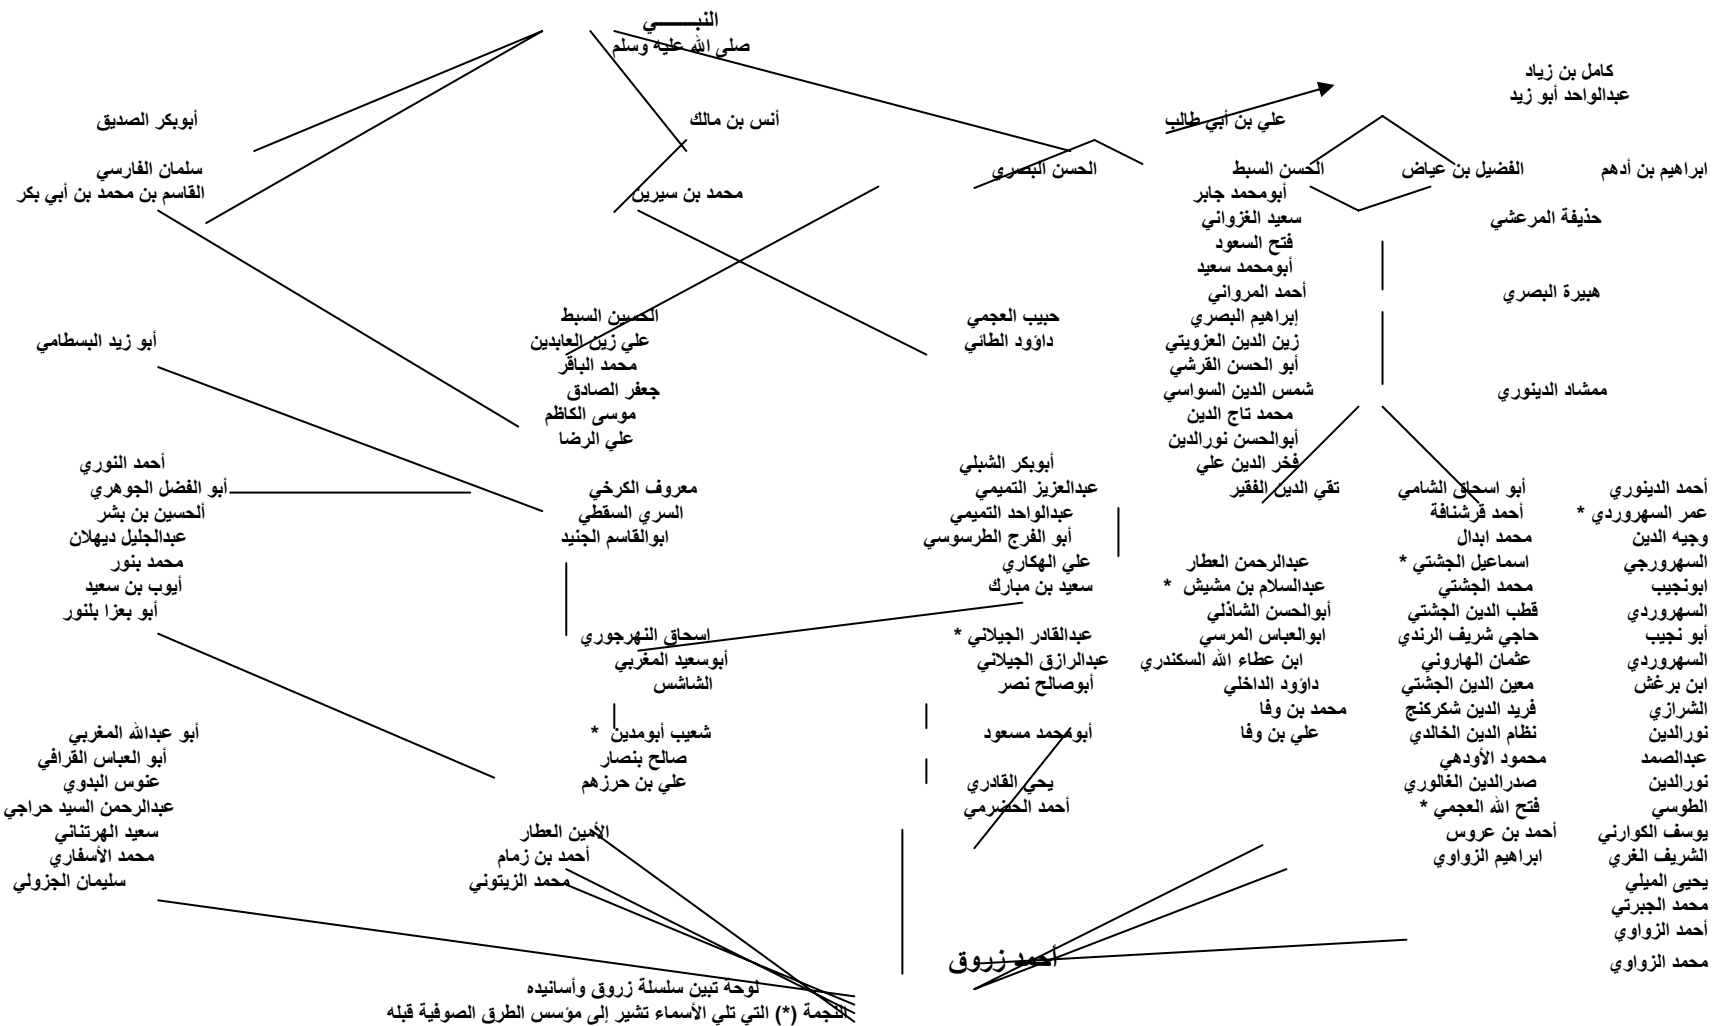 النبـــــــي
صلى الله عليه وسلم
كامل بن زياد
عبدالواحد أبو زيد
علي بن أبي طالب
أنس بن مالك
أبوبكر الصديق
ابراهيم بن أدهم
الفضيل بن عياض
الحسن السبط
الحسن البصري
سلمان الفارسي
أبومحمد جابر
محمد بن سيرين
القاسم بن محمد بن أبي بكر
حذيفة المرعشي
سعيد الغزواني
فتح السعود
أبومحمد سعيد
هبيرة البصري
أحمد المرواني
إبراهيم البصري
حبيب العجمي
الحسين السبط
زين الدين العزويتي
داؤود الطائي
علي زين العابدين
أبو زيد البسطامي
أبو الحسن القرشي
محمد الباقر
ممشاد الدينوري
شمس الدين السواسي
جعفر الصادق
محمد تاج الدين
موسى الكاظم
أبوالحسن نورالدين
علي الرضا
فخر الدين علي
أبوبكر الشبلي
أحمد النوري
أحمد الدينوري
أبو اسحاق الشامي
تقي الدين الفقير
عبدالعزيز التميمي
معروف الكرخي
أبو الفضل الجوهري
عمر السهروردي *
أحمد قرشنافة
عبدالواحد التميمي
السري السقطي
ألحسين بن بشر
وجيه الدين
محمد ابدال
أبو الفرج الطرسوسي
ابوالقاسم الجنيد
عبدالجليل ديهلان
السهرورجي
اسماعيل الجشتي *
عبدالرحمن العطار
علي الهكاري
محمد بنور
ابونجيب
محمد الجشتي
عبدالسلام بن مشيش *
سعيد بن مبارك
أيوب بن سعيد
السهروردي
قطب الدين الجشتي
أبوالحسن الشاذلي
أبو بعزا بلنور
أبو نجيب
حاجي شريف الرندي
ابوالعباس المرسي
عبدالقادر الجيلاني *
اسحاق النهرجوري
السهروردي
عثمان الهاروني
ابن عطاء الله السكندري
عبدالرازق الجيلاني
أبوسعيد المغربي
ابن برغش
معين الدين الجشتي
داؤود الداخلي
أبوصالح نصر
الشاشس
الشرازي
فريد الدين شكركنج
محمد بن وفا
نورالدين
نظام الدين الخالدي
علي بن وفا
أبومحمد مسعود
شعيب أبومدين *
أبو عبدالله المغربي
عبدالصمد
محمود الأودهي
صالح بنصار
أبو العباس القرافي
نورالدين
صدرالدين الغالوري
يحي القادري
علي بن حرزهم
عنوس البدوي
الطوسي
فتح الله العجمي *
أحمد الحضرمي
عبدالرحمن السيد حراجي
يوسف الكوارني
أحمد بن عروس
الأمين العطار
سعيد الهرتناني
الشريف الغري
ابراهيم الزواوي
أحمد بن زمام
محمد الأسفاري
يحيى الميلي
محمد الزيتوني
سليمان الجزولي
محمد الجبرتي
أحمد الزواوي
محمد الزواوي
أحمد زروق
لوحة تبين سلسلة زروق وأسانيده
النجمة (*) التي تلي الأسماء تشير إلى مؤسس الطرق الصوفية قبله